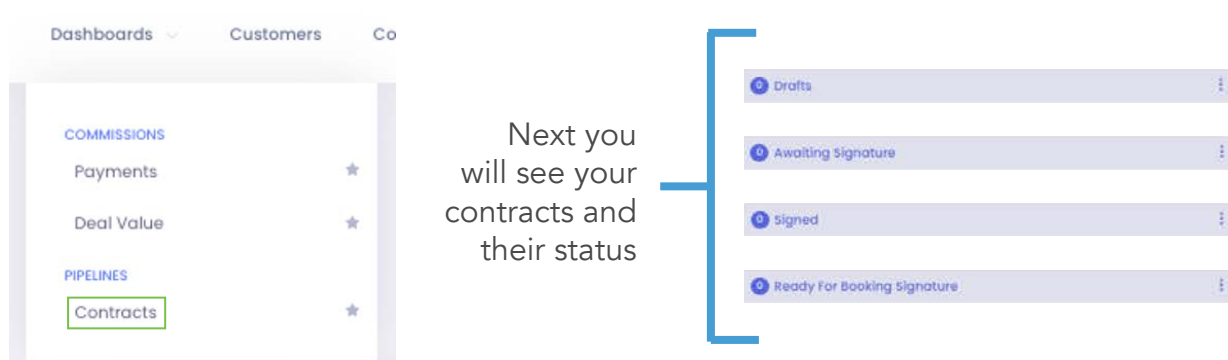 Dashboards Customers Co
COMMISSIONS
Payments
Deal Value
PIPELINES
Contracts
Next you
will see your
contracts and
their status
0 Drafts
0 Awaiting Signature
0 Signed
0 Ready For Booking Signature